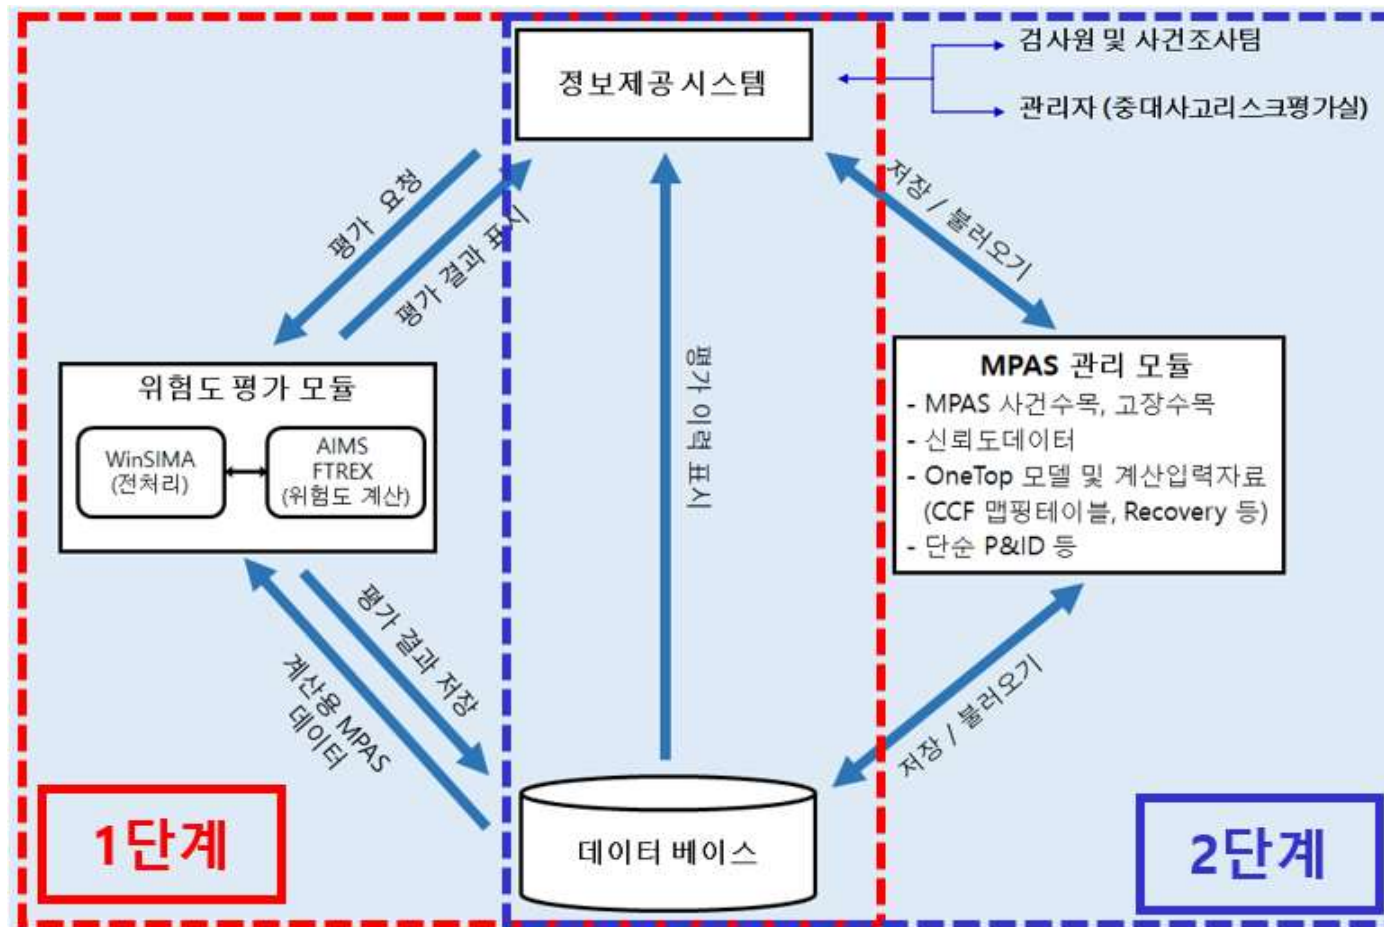 정보제공 시스템
검사원 및 사건조사팀
관리자 (중대사고리스크평가실)
평가 요청
평가 결과 표시
저장 / 불러오기
위험도 평가 모듈
WinSIMA
(전처리)
AIMS
FTREX
(위험도 계산)
평가 이력 표시
MPAS 관리 모듈
- MPAS 사건수목, 고장수목
- 신뢰도데이터
- OneTop 모델 및 계산입력자료
(CCF 맵핑테이블, Recovery 등)
- 단순 P&ID 등
평가 결과 저장
계산용 MPAS
데이터
저장 / 불러오기
1단계
데이터 베이스
2단계